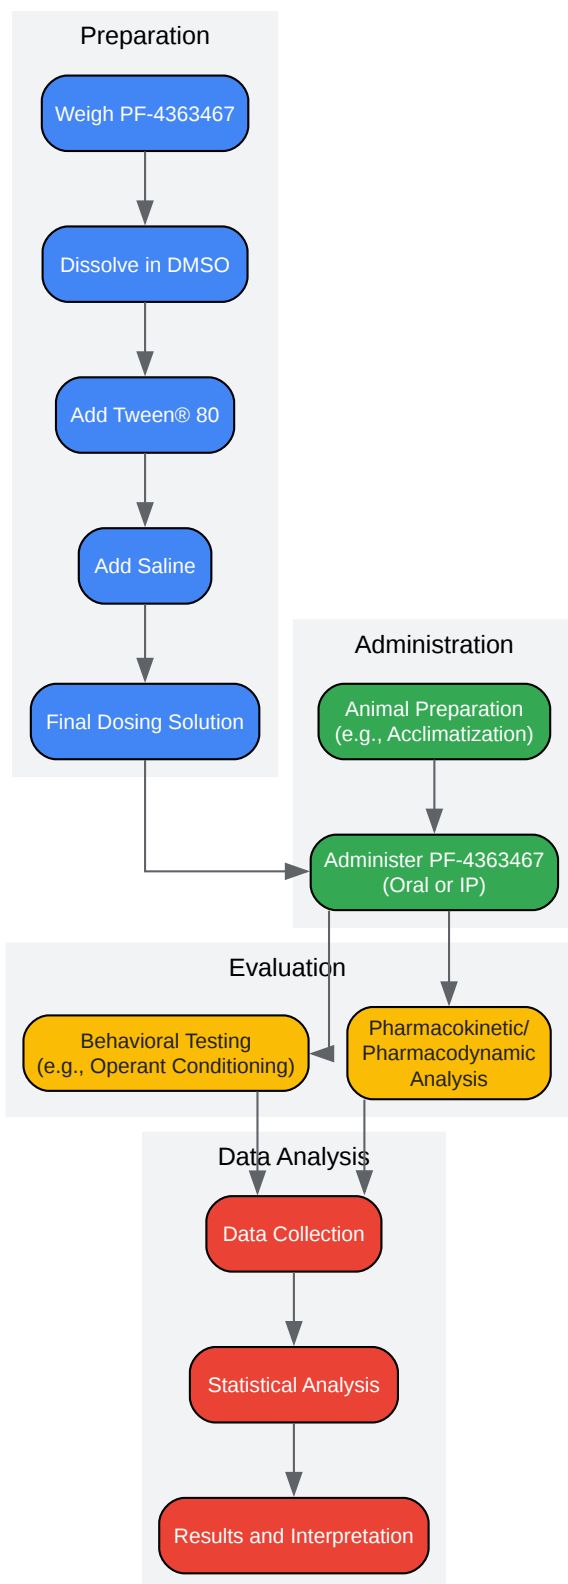 Preparation
Weigh PF-4363467
Dissolve in DMSO
Add Tween® 80
Add Saline
Final Dosing Solution
Administration
Animal Preparation
(e.g., Acclimatization)
Administer PF-4363467
(Oral or IP)
Evaluation
Behavioral Testing
(e.g., Operant Conditioning)
Pharmacokinetic/
Pharmacodynamic
Analysis
Data Analysis
Data Collection
Statistical Analysis
Results and Interpretation